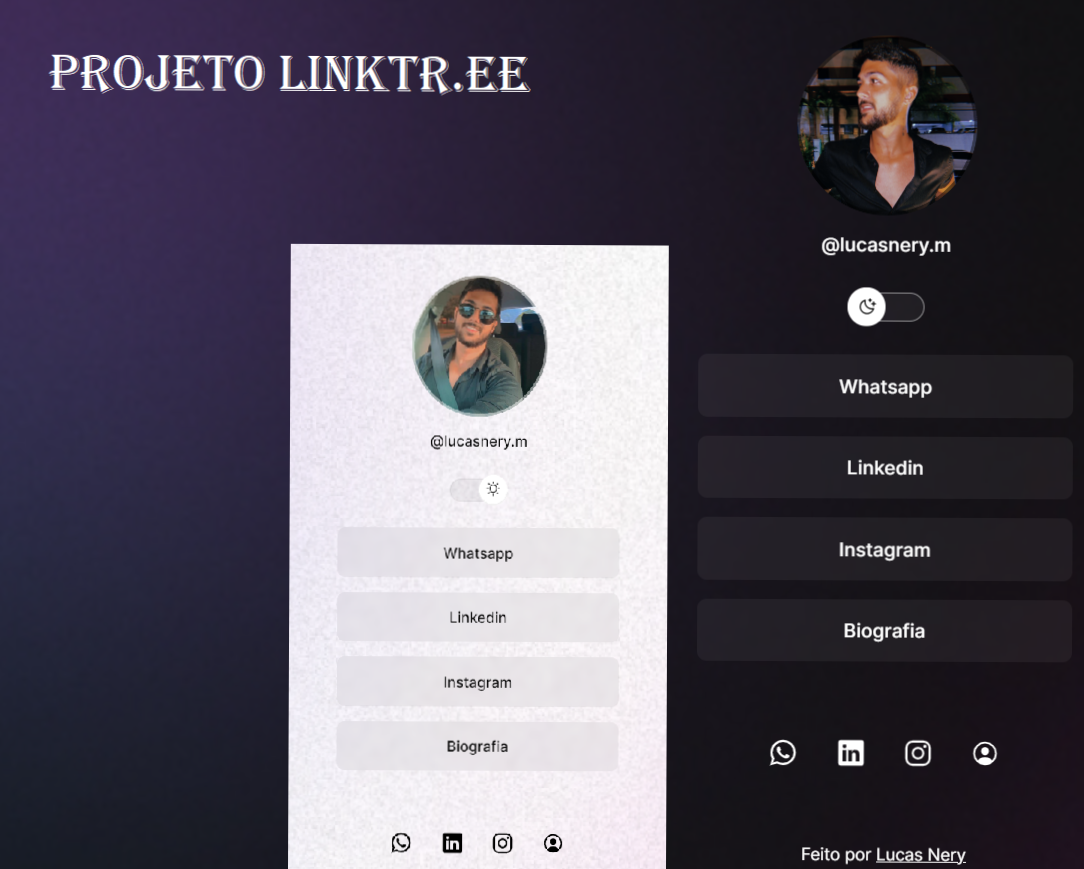 PROJETO LINKTR.EE
@lucasnery.m
Whatsapp
Linkedin
Instagram
Biografia
@lucasnery.m
Whatsapp
Linkedin
Instagram
Biografia
Feito por Lucas Nery